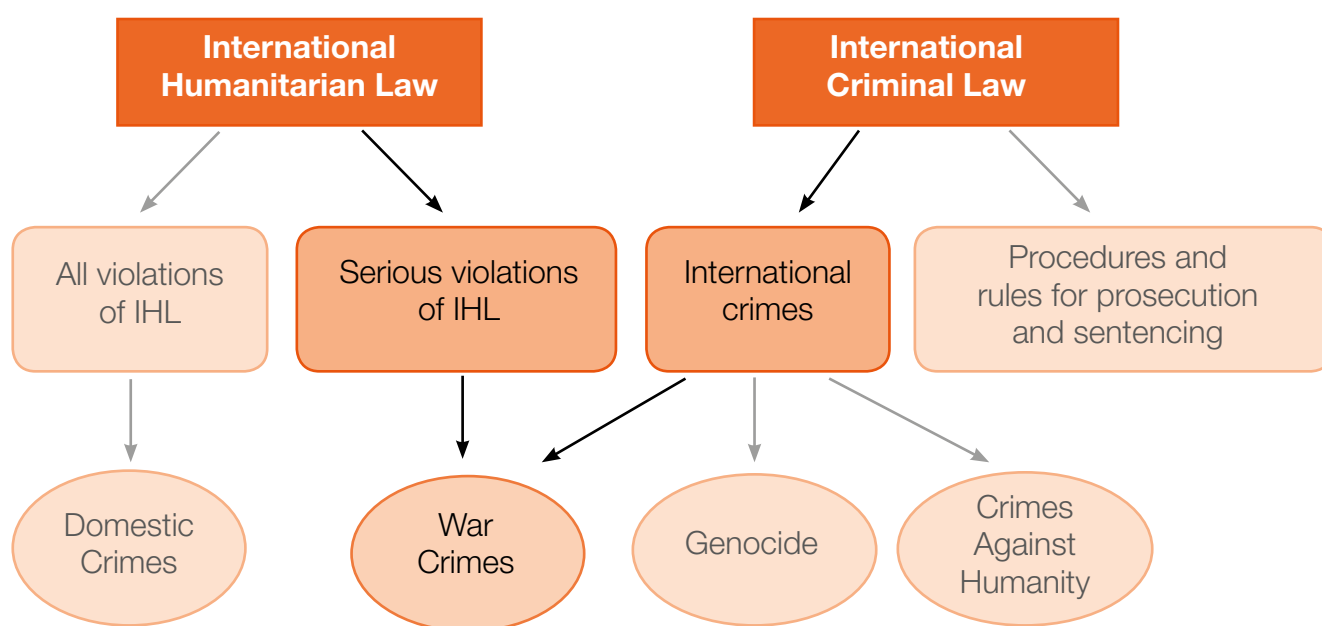 International
Humanitarian Law
International
Criminal Law
All violations
of IHL
Serious violations
of IHL
International
crimes
Procedures and
rules for prosecution
and sentencing
Domestic
Crimes
War
Crimes
Genocide
Crimes
Against
Humanity